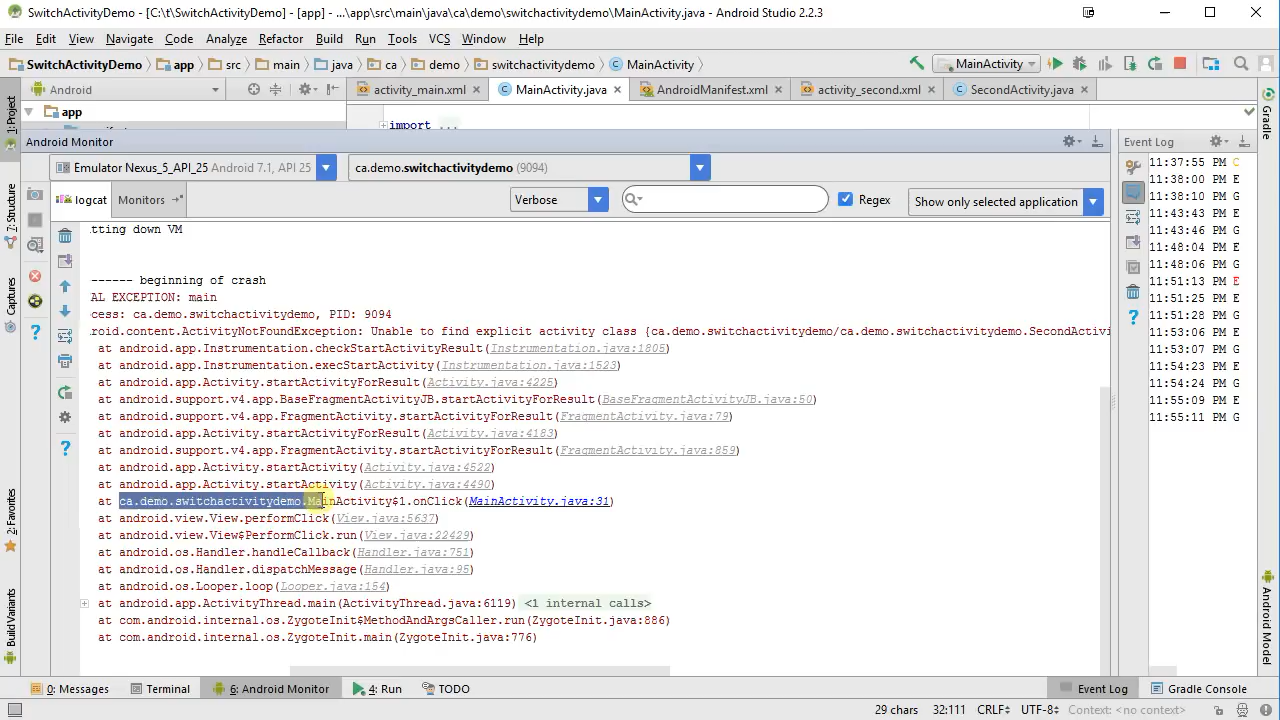 SwitchActivityDemo - [C:\t\SwitchActivityDemo] - [app] - ...\app\src\main\java\ca\demo\switchactivitydemo\MainActivity.java - Android Studio 2.2.3
File Edit View Navigate Code Analyze Refactor Build Run Tools VCS Window Help
SwitchActivityDemo app src main java ca demo switchactivitydemo MainActivity MainActivity
Android activity_main.xml MainActivity.java AndroidManifest.xml activity_second.xml SecondActivity.java
app
import ...
Android Monitor
Event Log
Emulator Nexus_5_API_25 Android 7.1, API 25 ca.demo.switchactivitydemo (9094)
logcat Monitors Verbose Regex Show only selected application
tting down VM
------ beginning of crash
AL EXCEPTION: main
cess: ca.demo.switchactivitydemo, PID: 9094
roid.content.ActivityNotFoundException: Unable to find explicit activity class {ca.demo.switchactivitydemo/ca.demo.switchactivitydemo.SecondActivi
at android.app.Instrumentation.checkStartActivityResult(Instrumentation.java:1805)
at android.app.Instrumentation.execStartActivity(Instrumentation.java:1523)
at android.app.Activity.startActivityForResult(Activity.java:4225)
at android.support.v4.app.BaseFragmentActivityJB.startActivityForResult(BaseFragmentActivityJB.java:50)
at android.support.v4.app.FragmentActivity.startActivityForResult(FragmentActivity.java:79)
at android.app.Activity.startActivityForResult(Activity.java:4183)
at android.support.v4.app.FragmentActivity.startActivityForResult(FragmentActivity.java:859)
at android.app.Activity.startActivity(Activity.java:4522)
at android.app.Activity.startActivity(Activity.java:4490)
at ca.demo.switchactivitydemo.MainActivity$1.onClick(MainActivity.java:31)
at android.view.View.performClick(View.java:5637)
at android.view.View$PerformClick.run(View.java:22429)
at android.os.Handler.handleCallback(Handler.java:751)
at android.os.Handler.dispatchMessage(Handler.java:95)
at android.os.Looper.loop(Looper.java:154)
at android.app.ActivityThread.main(ActivityThread.java:6119) <1 internal calls>
at com.android.internal.os.ZygoteInit$MethodAndArgsCaller.run(ZygoteInit.java:886)
at com.android.internal.os.ZygoteInit.main(ZygoteInit.java:776)
11:37:55 PM C
11:38:00 PM E
11:38:10 PM G
11:43:43 PM E
11:43:46 PM G
11:48:04 PM E
11:48:06 PM G
11:51:13 PM E
11:51:25 PM E
11:51:28 PM G
11:53:06 PM E
11:53:07 PM G
11:54:23 PM E
11:54:24 PM G
11:55:09 PM E
11:55:11 PM G
1: Project
7: Structure
Captures
2: Favorites
Build Variants
Gradle
Android Model
0: Messages Terminal 6: Android Monitor 4: Run TODO Event Log Gradle Console
29 chars 32:111 CRLF UTF-8 Context: <no context>